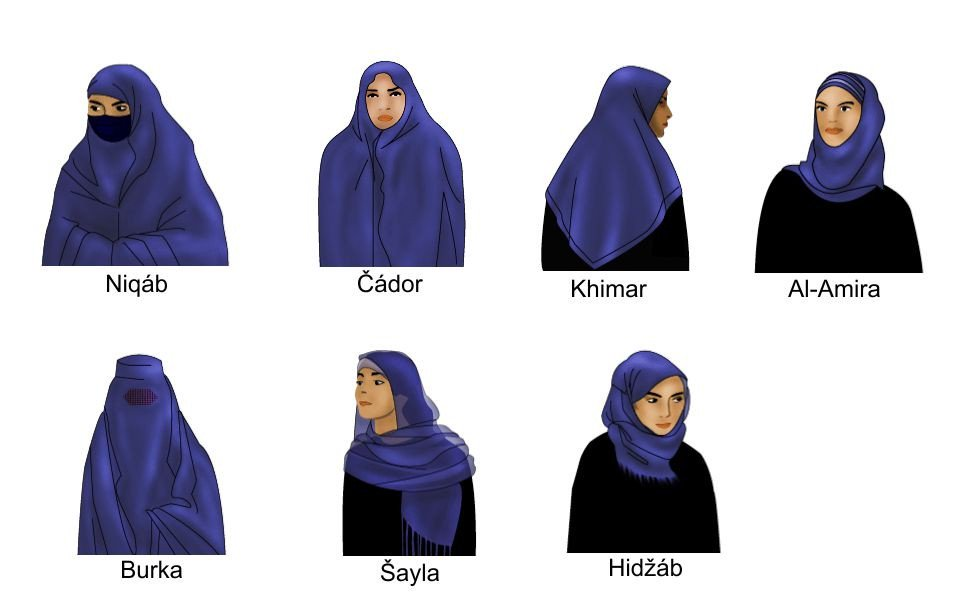 Niqáb
Čádor
Khimar
Al-Amira
Burka
Šayla
Hidžáb